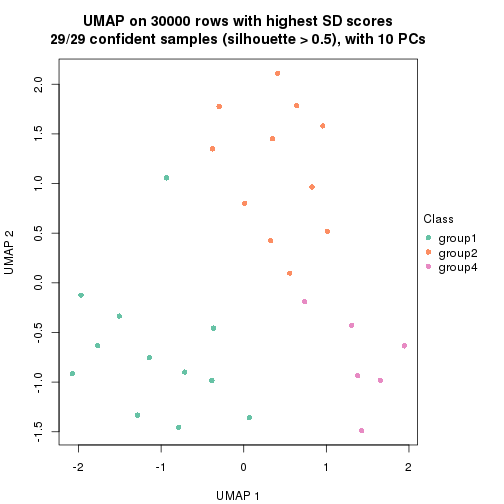 UMAP on 30000 rows with highest SD scores
29/29 confident samples (silhouette > 0.5), with 10 PCs
UMAP 2
2.0
1.5
1.0
0.5
0.0
-0.5
-1.0
-1.5
-2
-1
0
1
2
UMAP 1
Class
group1
group2
group4